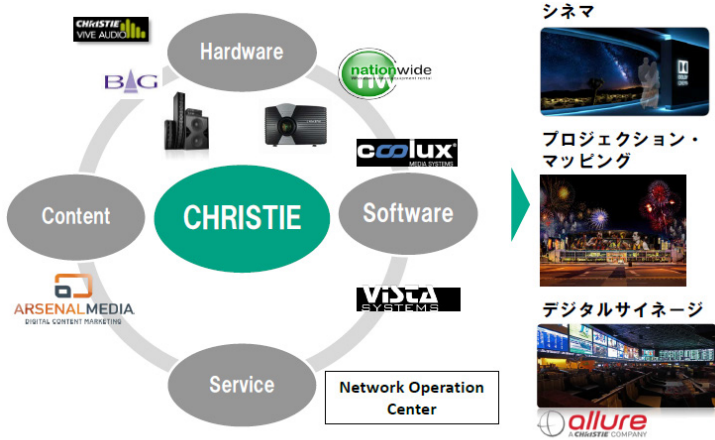 CHRISTIE
VIVE AUDIO
Hardware
BAG
nationwide
coolux®
MEDIA SYSTEMS
Content
CHRISTIE
Software
ARSENALMEDIA
DIGITAL CONTENT MARKETING
ViSTA
SYSTEMS
Service
Network Operation
Center
シネマ
プロジェクション・
マッピング
デジタルサイネージ
allure
A CHRISTIE COMPANY